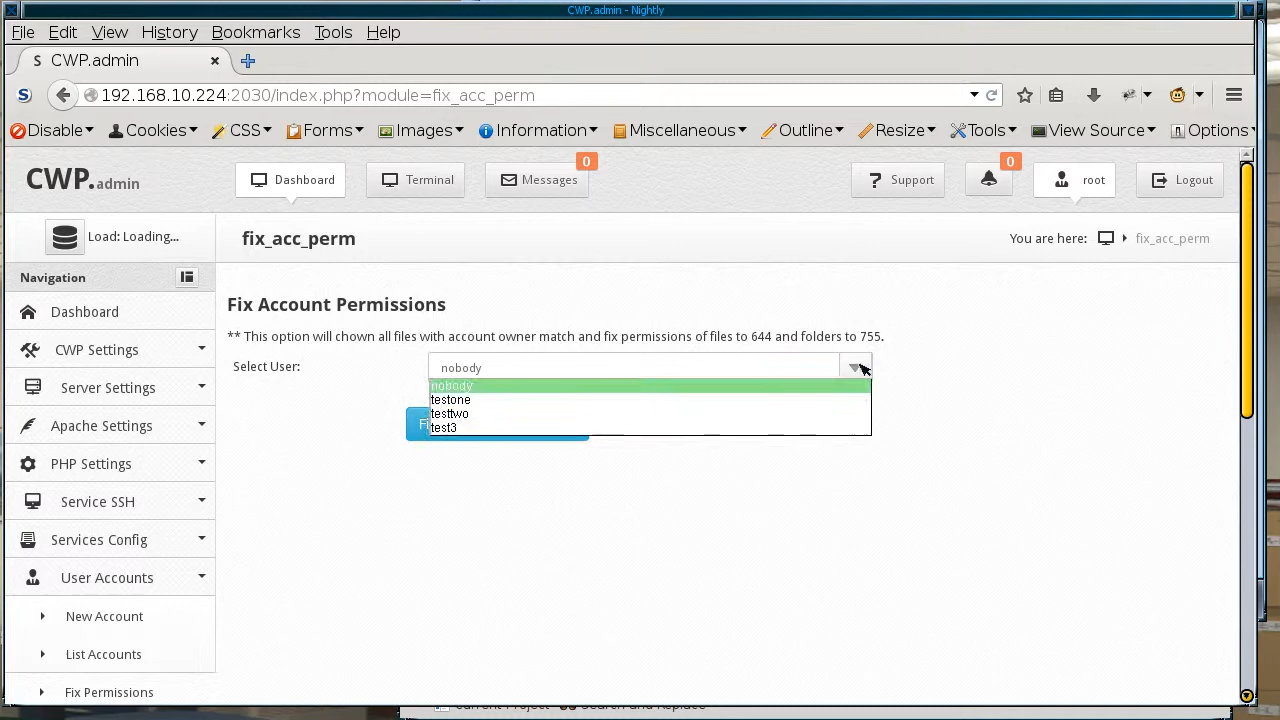 CWP.admin - Nightly
File Edit View History Bookmarks Tools Help
S CWP.admin
192.168.10.224:2030/index.php?module=fix_acc_perm
Disable Cookies CSS Forms Images Information Miscellaneous Outline Resize Tools View Source Options
CWP.admin Dashboard Terminal Messages 0 Support 0 root Logout
Load: Loading...
fix_acc_perm
You are here: fix_acc_perm
Navigation
Dashboard
CWP Settings
Server Settings
Apache Settings
PHP Settings
Service SSH
Services Config
User Accounts
New Account
List Accounts
Fix Permissions
Fix Account Permissions
** This option will chown all files with account owner match and fix permissions of files to 644 and folders to 755.
Select User:
nobody
nobody
testone
testtwo
test3